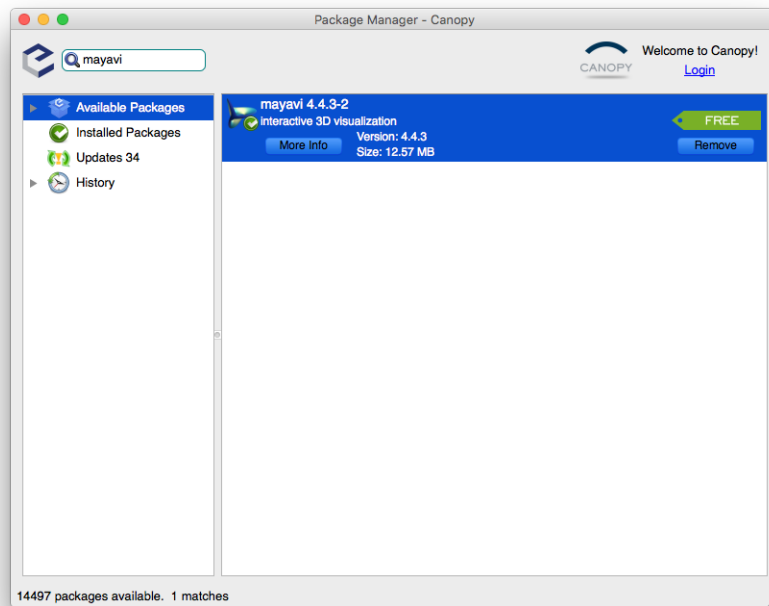 Package Manager - Canopy
mayavi
CANOPY
Welcome to Canopy!
Login
Available Packages
Installed Packages
Updates 34
History
mayavi 4.4.3-2
interactive 3D visualization
More Info
Version: 4.4.3
Size: 12.57 MB
FREE
Remove
14497 packages available. 1 matches